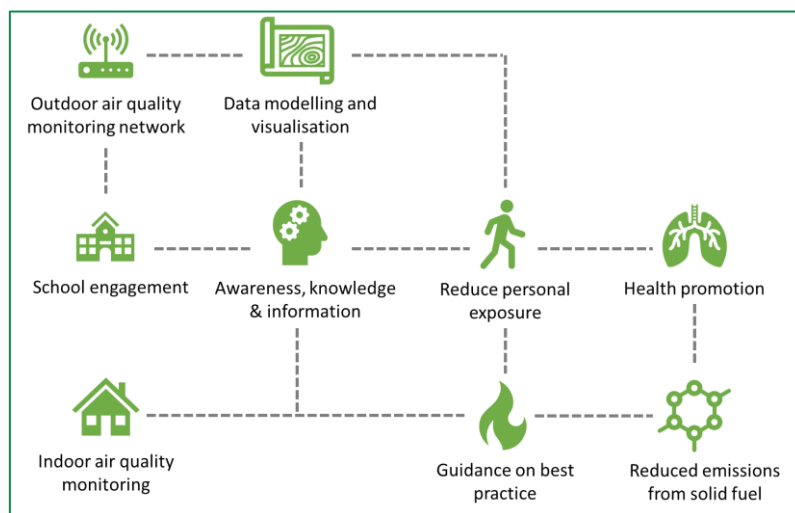 Outdoor air quality
monitoring network
Data modelling and
visualisation
School engagement
Awareness, knowledge
& information
Reduce personal
exposure
Health promotion
Indoor air quality
monitoring
Guidance on best
practice
Reduced emissions
from solid fuel